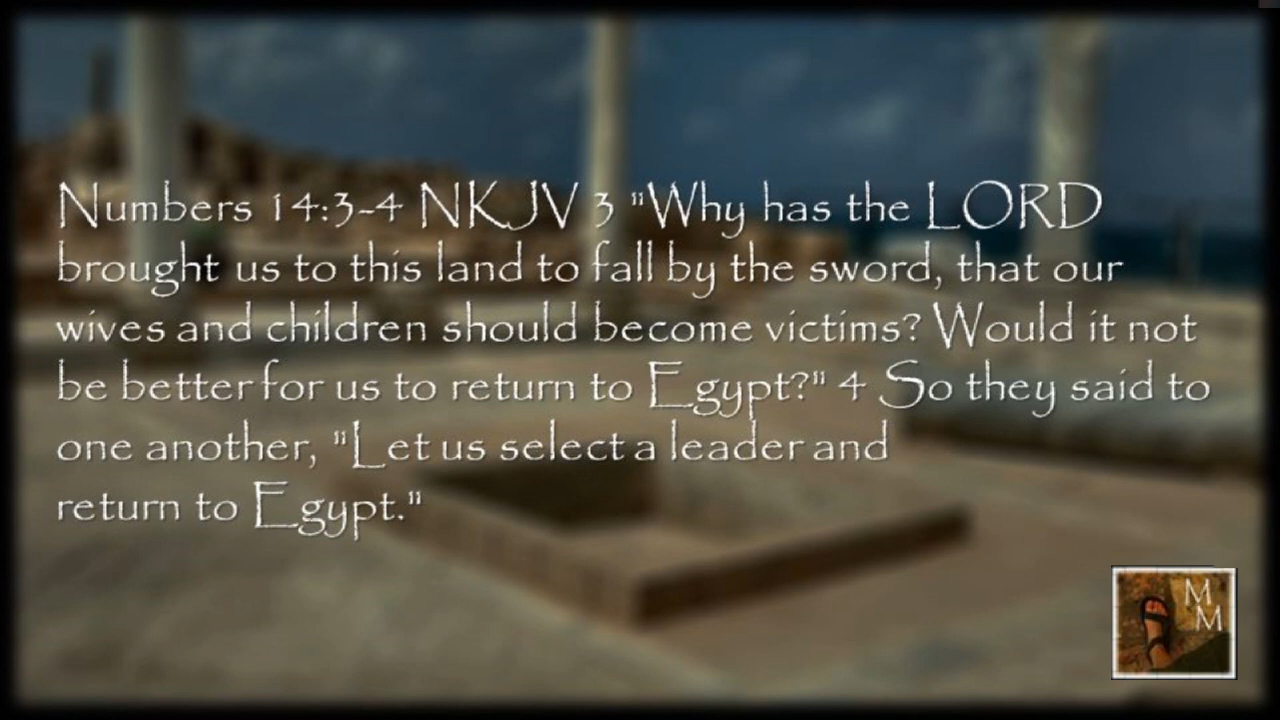 Numbers 14:3-4 NKJV 3 "Why has the LORD
brought us to this land to fall by the sword, that our
wives and children should become victims? Would it not
be better for us to return to Egypt?" 4 So they said to
one another, "Let us select a leader and
return to Egypt."
M
M